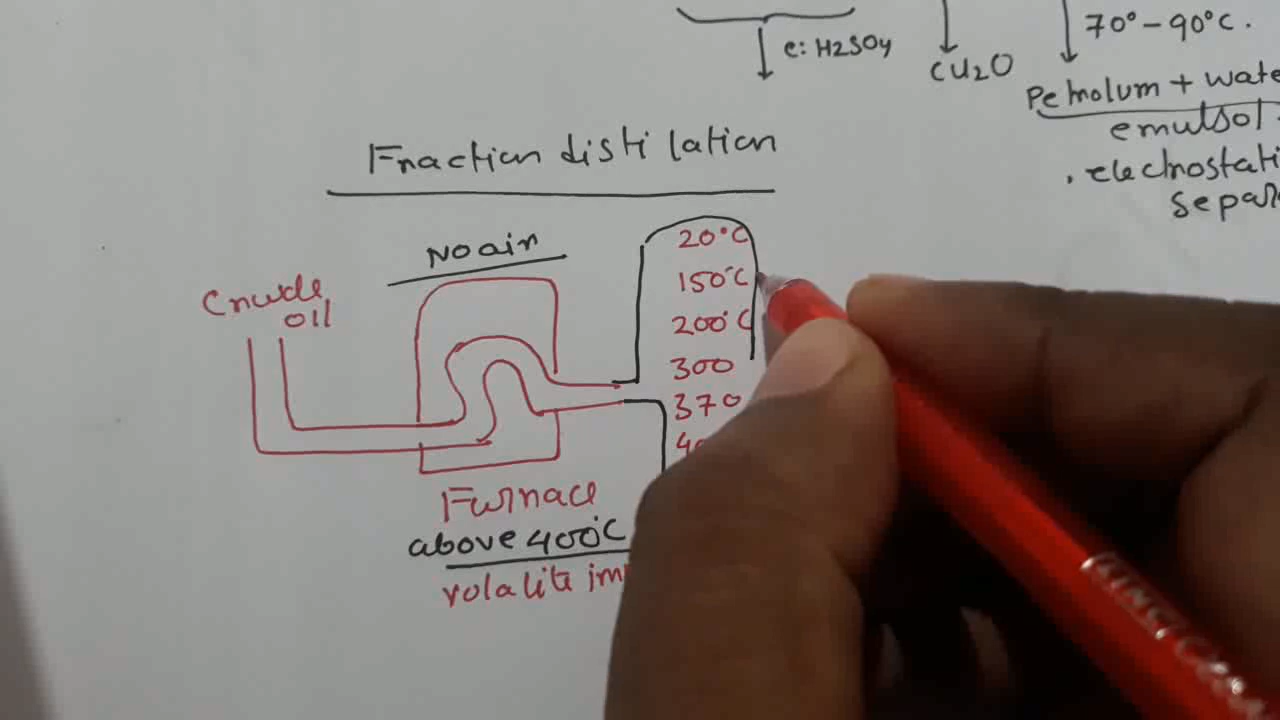 e: H2SO4
CU2O
70° – 90°C.
Petrolum + wate
emulsol.
. electrostati
separ
Fraction distilation
No air
Crude
oil
20°C
150°C
200°C
300
370
Furnace
above 400°C
volalite im